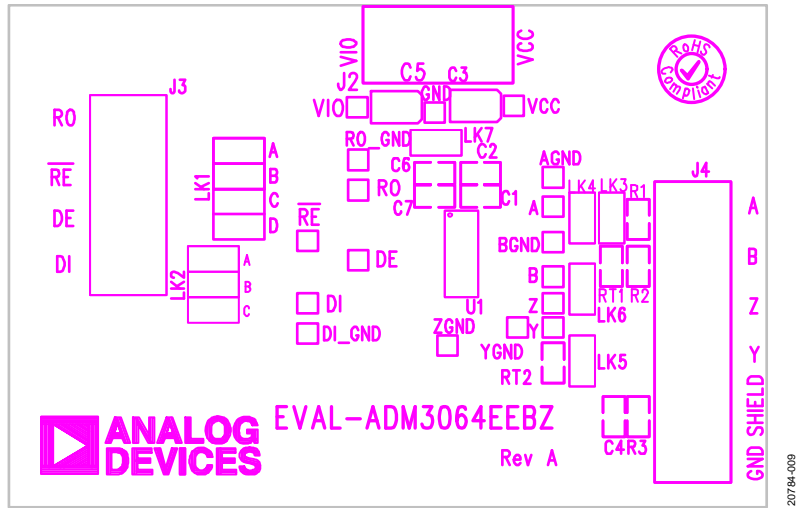 VIO
VCC
J2
C5
C3
GND
VIO
VCC
RoHS
Compliant
J3
RO
RE
DE
DI
LK1
A
B
C
D
LK2
A
B
C
RO_GND
LK7
C6
C2
RO
C7
C1
RE
DE
DI
DI_GND
U1
ZGND
AGND
LK4
LK3
R1
A
BGND
B
RT1
R2
Z
LK6
Y
YGND
LK5
RT2
C4
R3
J4
A
B
Z
Y
GND SHIELD
ANALOG
DEVICES
EVAL-ADM3064EEBZ
Rev A
20784-009